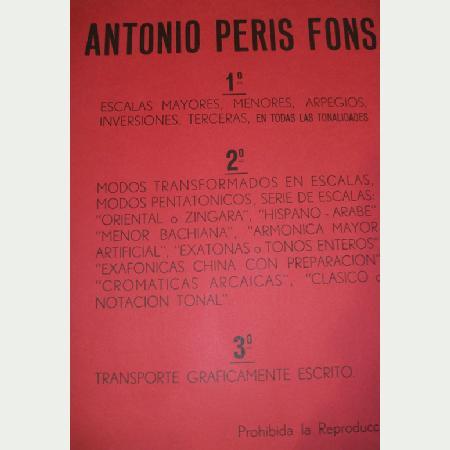 ANTONIO PERIS FONS
1º
ESCALAS MAYORES, MENORES, ARPEGIOS,
INVERSIONES, TERCERAS, EN TODAS LAS TONALIDADES
2º
MODOS TRANSFORMADOS EN ESCALAS,
MODOS PENTATONICOS, SERIE DE ESCALAS:
"ORIENTAL o ZINGARA", "HISPANO-ARABE"
"MENOR BACHIANA", "ARMONICA MAYOR
ARTIFICIAL", "EXATONAS o TONOS ENTEROS"
"EXAFONICAS CHINA CON PREPARACION"
"CROMATICAS ARCAICAS", "CLASICO o
NOTACION TONAL".
3º
TRANSPORTE GRAFICAMENTE ESCRITO.
Prohibida la Reproducc